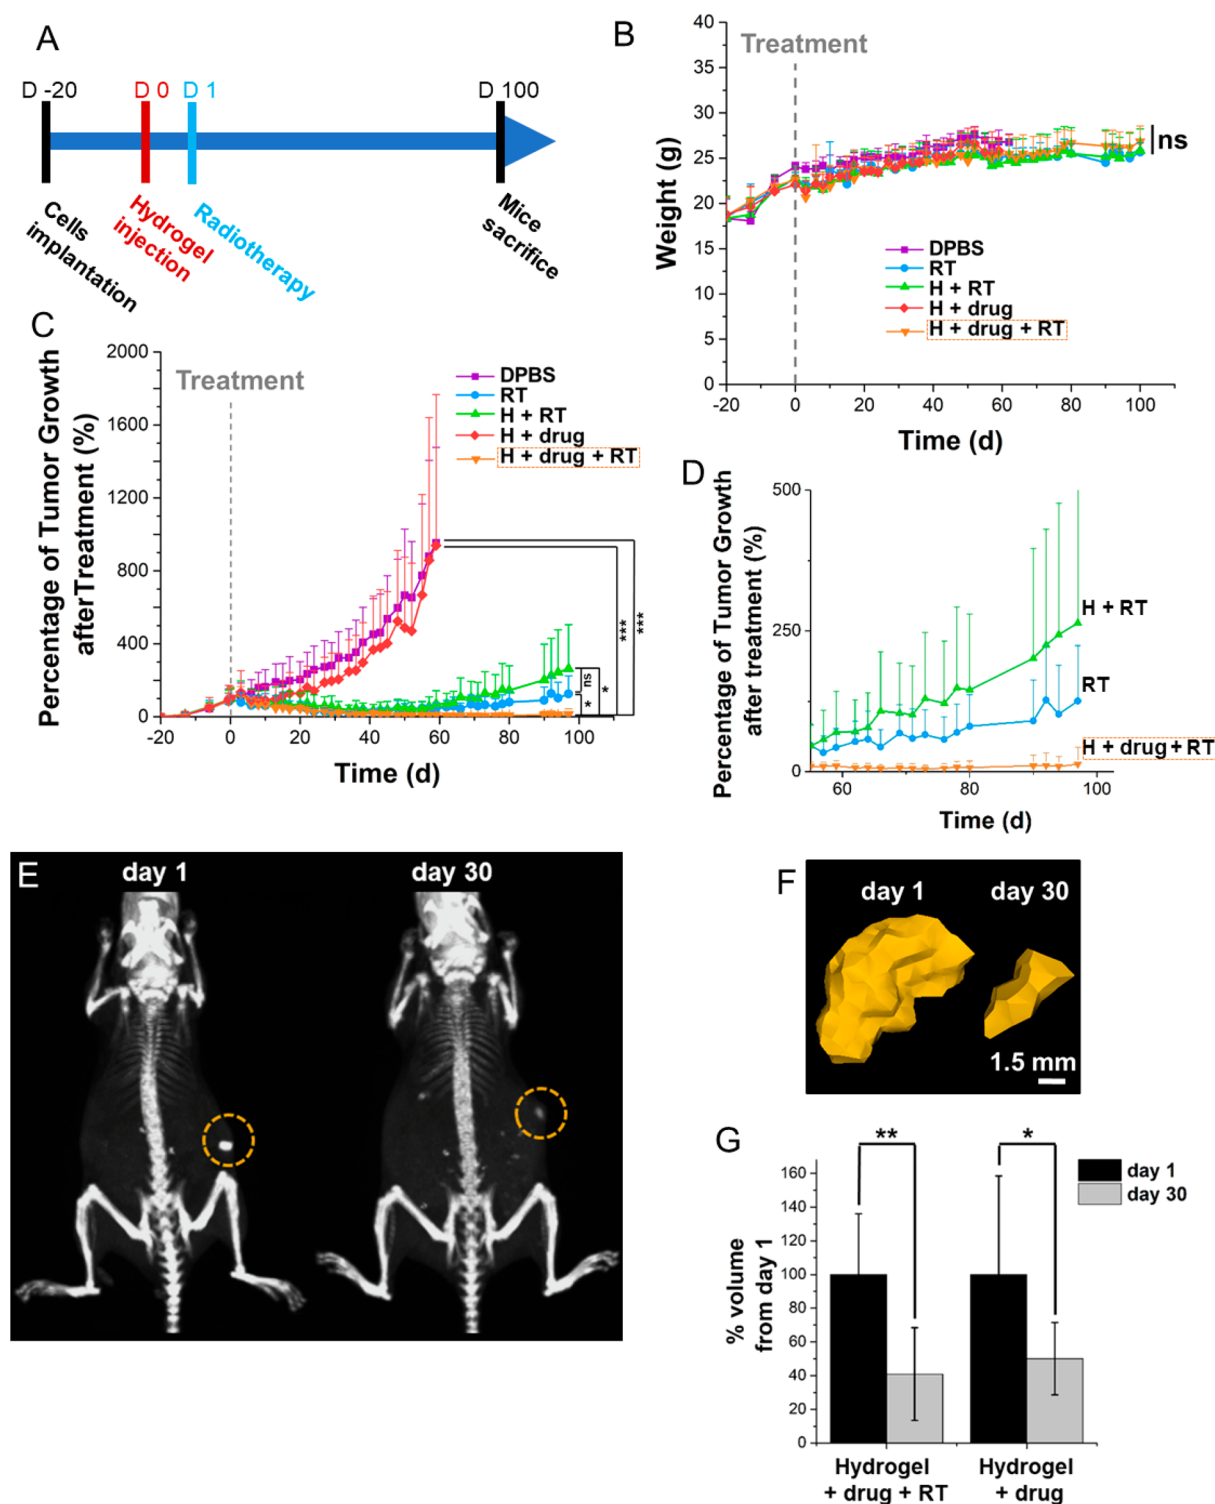 A
D -20
D 0
D 1
D 100
Cells
implantation
Hydrogel
injection
Radiotherapy
Mice
sacrifice
B
Treatment
40
35
30
25
20
15
10
5
0
Weight (g)
ns
DPBS
RT
H + RT
H + drug
H + drug + RT
-20
0
20
40
60
80
100
Time (d)
C
Percentage of Tumor Growth
afterTreatment (%)
2000
1600
1200
800
400
0
Treatment
DPBS
RT
H + RT
H + drug
H + drug + RT
***
***
ns
*
*
-20
0
20
40
60
80
100
Time (d)
D
Percentage of Tumor Growth
after treatment (%)
500
250
0
H + RT
RT
H + drug + RT
60
80
100
Time (d)
E
day 1
day 30
F
day 1
day 30
1.5 mm
G
**
*
day 1
day 30
% volume
from day 1
160
140
120
100
80
60
40
20
0
Hydrogel
+ drug + RT
Hydrogel
+ drug